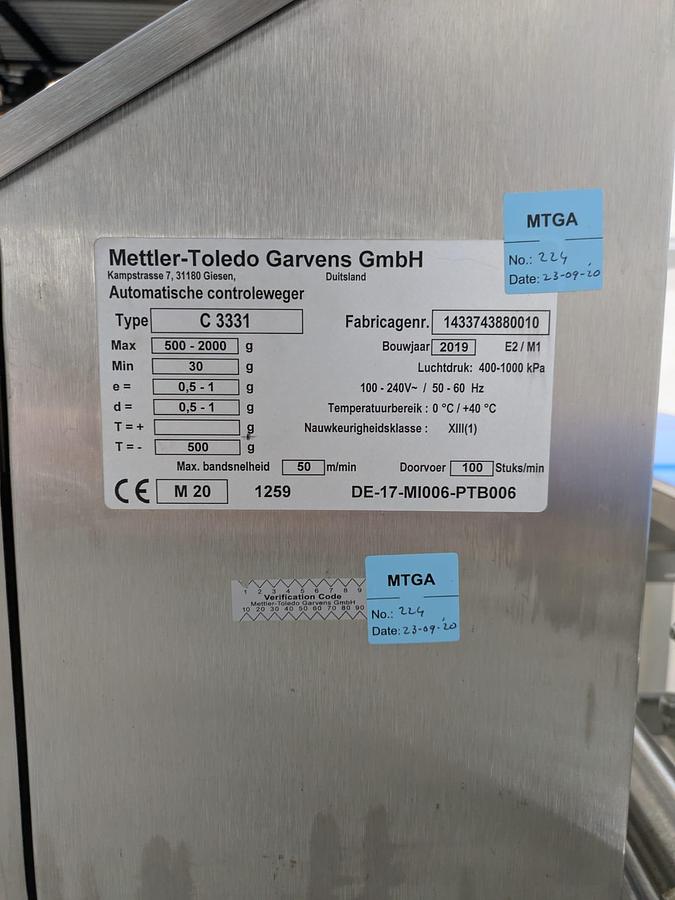 MTGA
No.: 224
Date: 23-09-'20
Mettler-Toledo Garvens GmbH
Kampstrasse 7, 31180 Giesen, Duitsland
Automatische controleweger
Type C 3331 Fabricagenr. 1433743880010
Max 500 - 2000 g Bouwjaar 2019 E2 / M1
Min 30 g Luchtdruk: 400-1000 kPa
e = 0,5 - 1 g 100 - 240V~ / 50 - 60 Hz
d = 0,5 - 1 g Temperatuurbereik : 0 °C / +40 °C
T = + g Nauwkeurigheidsklasse : XIII(1)
T = - 500 g
Max. bandsnelheid 50 m/min Doorvoer 100 Stuks/min
CE M 20 1259 DE-17-MI006-PTB006
1 2 3 4 5 6 7 8 9
Verification Code
Mettler-Toledo Garvens GmbH
10 20 30 40 50 60 70 80 90
MTGA
No.: 224
Date: 23-09-'20